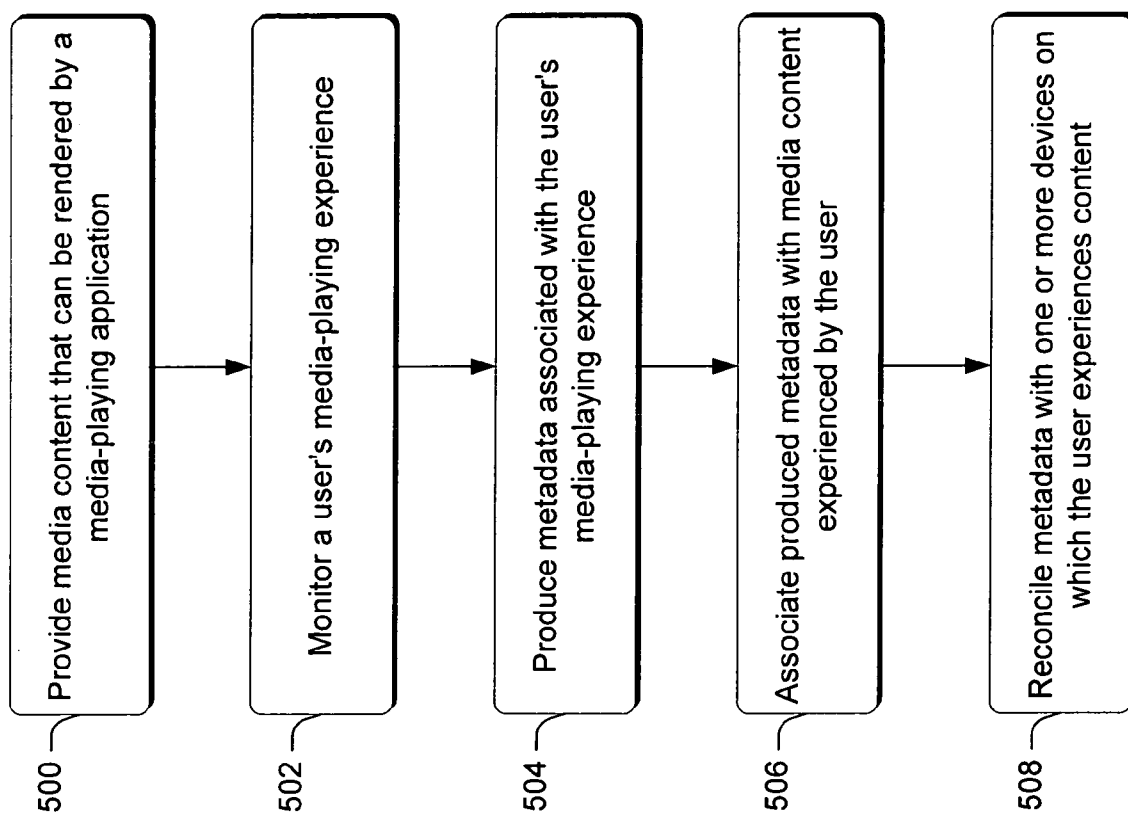 500
Provide media content that can be rendered by a
media-playing application
502
Monitor a user's media-playing experience
504
Produce metadata associated with the user's
media-playing experience
506
Associate produced metadata with media content
experienced by the user
508
Reconcile metadata with one or more devices on
which the user experiences content